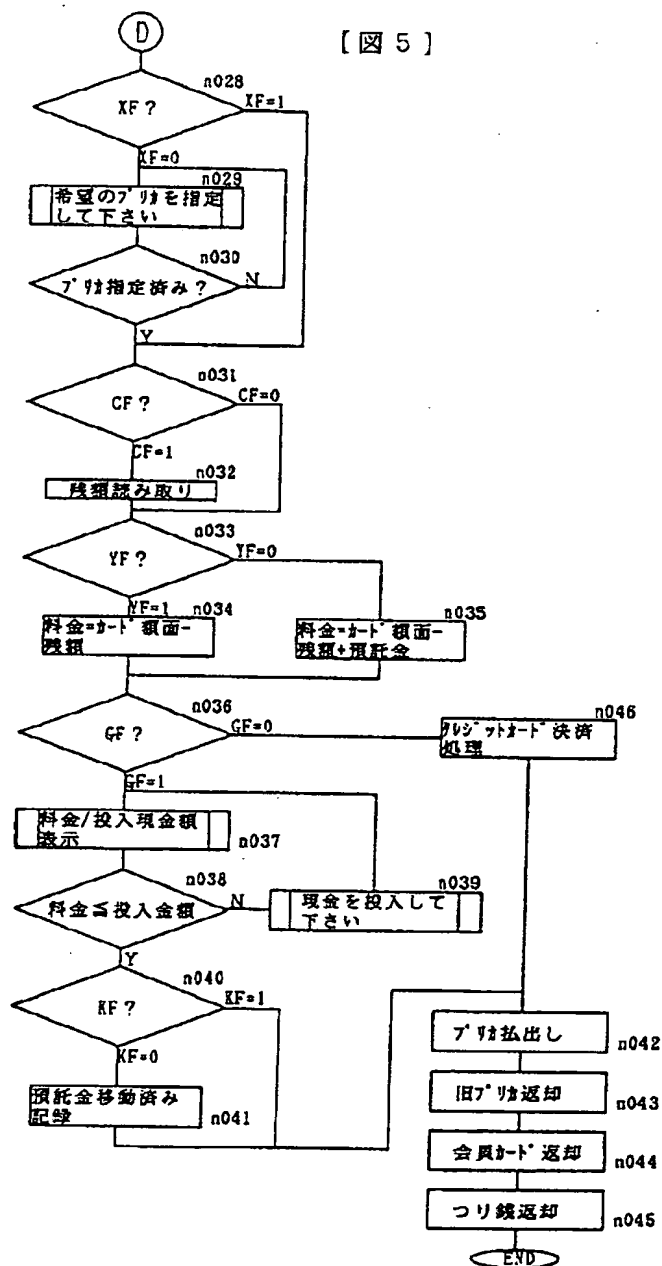 D
[図5]
n028
XF?
XF=1
XF=0
n029
希望のプリカを指定
して下さい
n030
プリカ指定済み?
N
Y
n031
CF?
CF=0
CF=1
n032
残額読み取り
n033
YF?
YF=0
YF=1
n034
料金=カード額面-
残額
n035
料金=カード額面-
残額+預託金
n036
GF?
GF=0
n046
クレジットカード決済
処理
GF=1
料金/投入現金額
表示
n037
n038
料金≦投入金額
N
n039
現金を投入して
下さい
Y
n040
KF?
KF=1
KF=0
預託金移動済み
記録
n041
プリカ払出し
n042
旧プリカ返却
n043
会員カード返却
n044
つり銭返却
n045
END